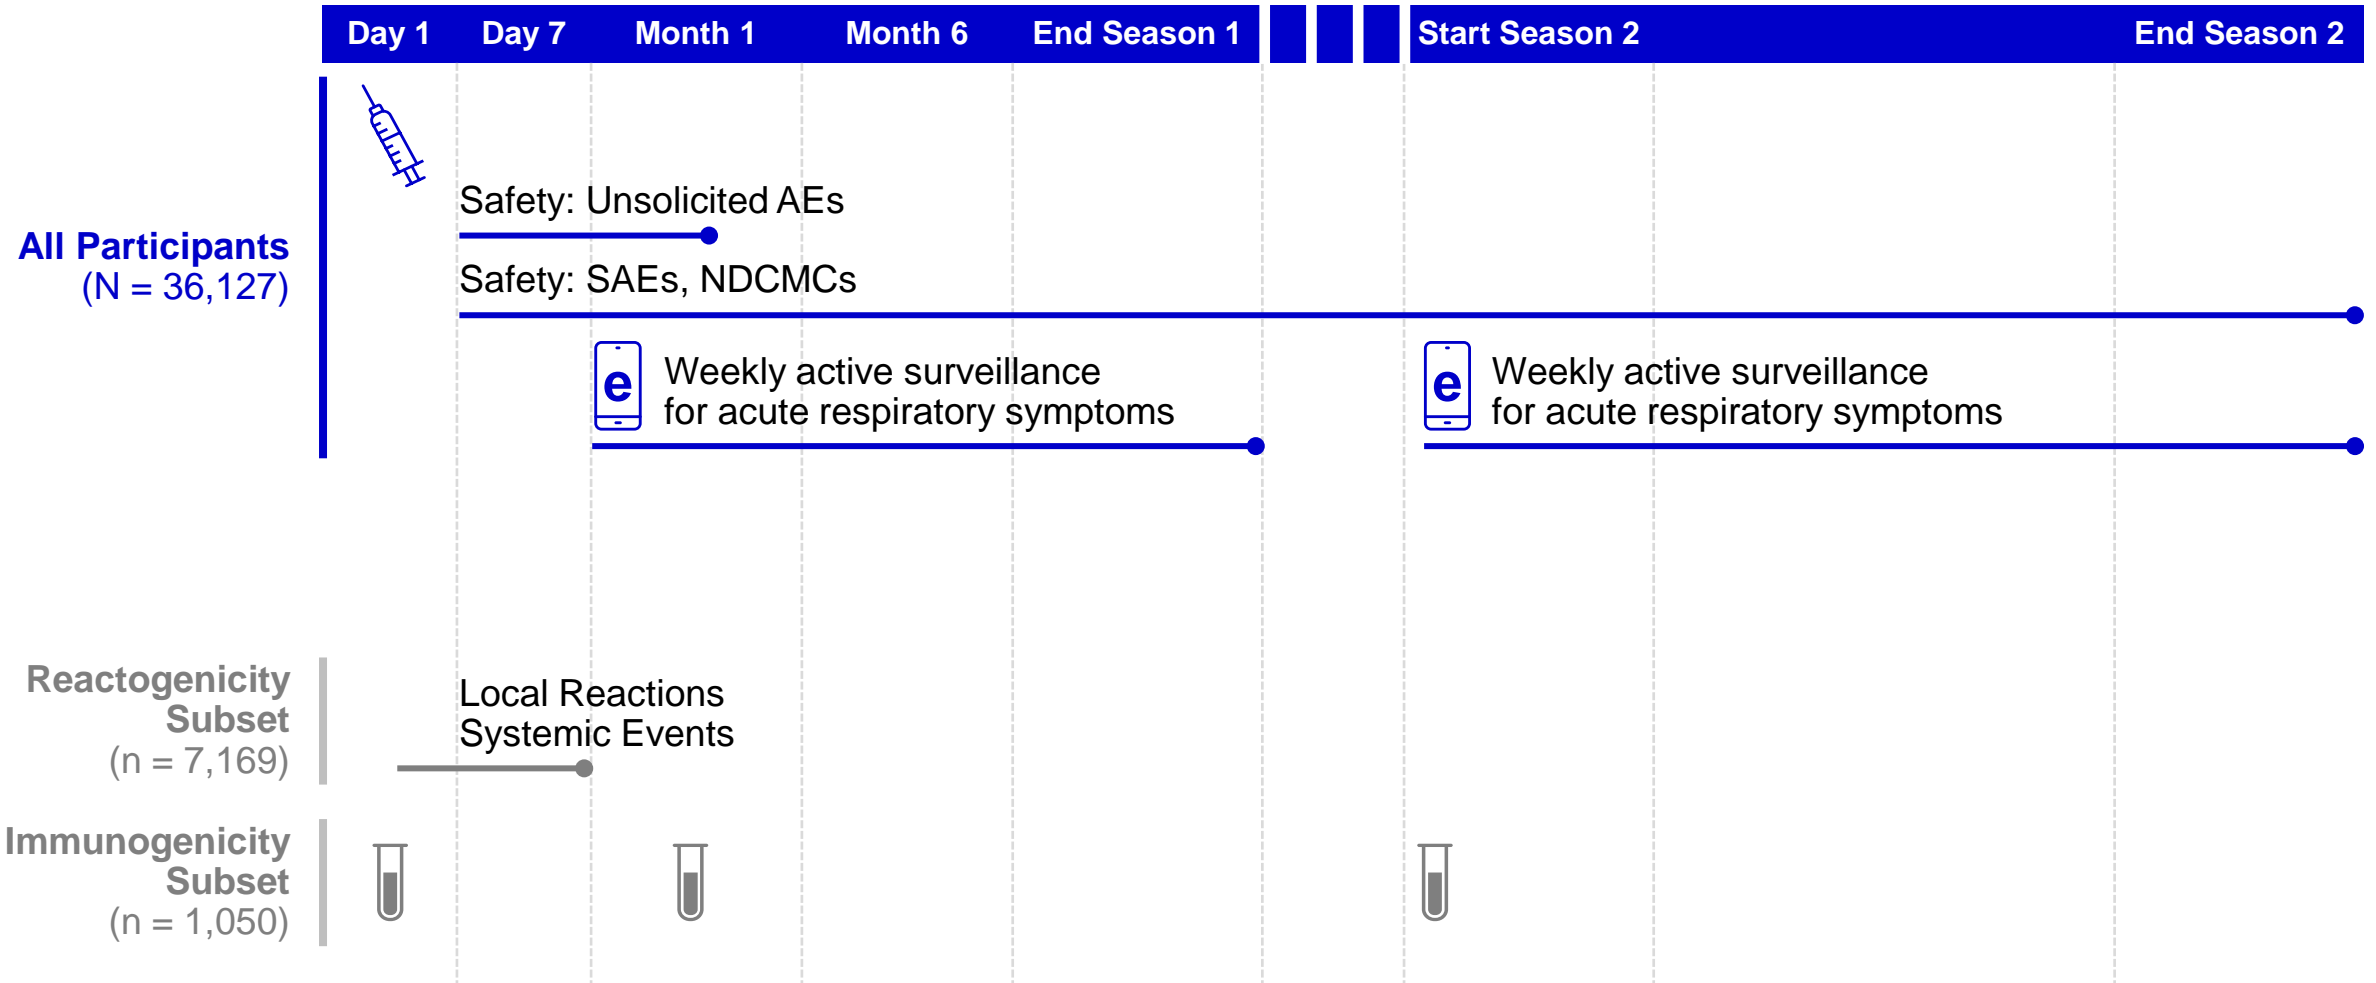 Day 1 Day 7 Month 1 Month 6 End Season 1 Start Season 2 End Season 2
All Participants
(N = 36,127)
Safety: Unsolicited AEs
Safety: SAEs, NDCMCs
e Weekly active surveillance
for acute respiratory symptoms
e Weekly active surveillance
for acute respiratory symptoms
Reactogenicity
Subset
(n = 7,169)
Local Reactions
Systemic Events
Immunogenicity
Subset
(n = 1,050)